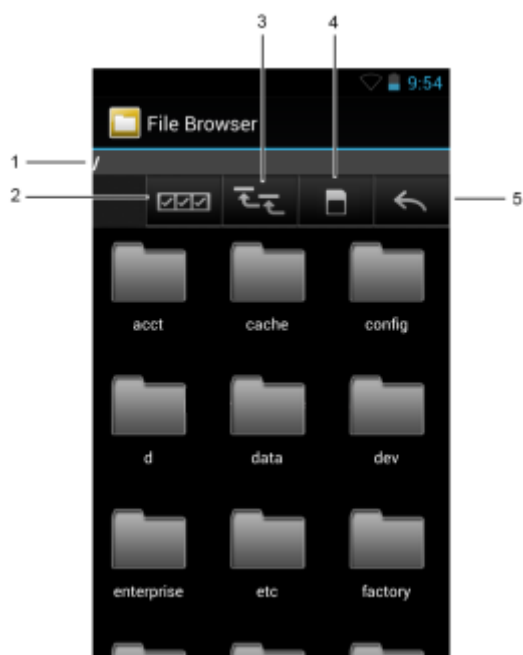 3 4
9:54
File Browser
1 /
2 5
acct cache config
d data dev
enterprise etc factory